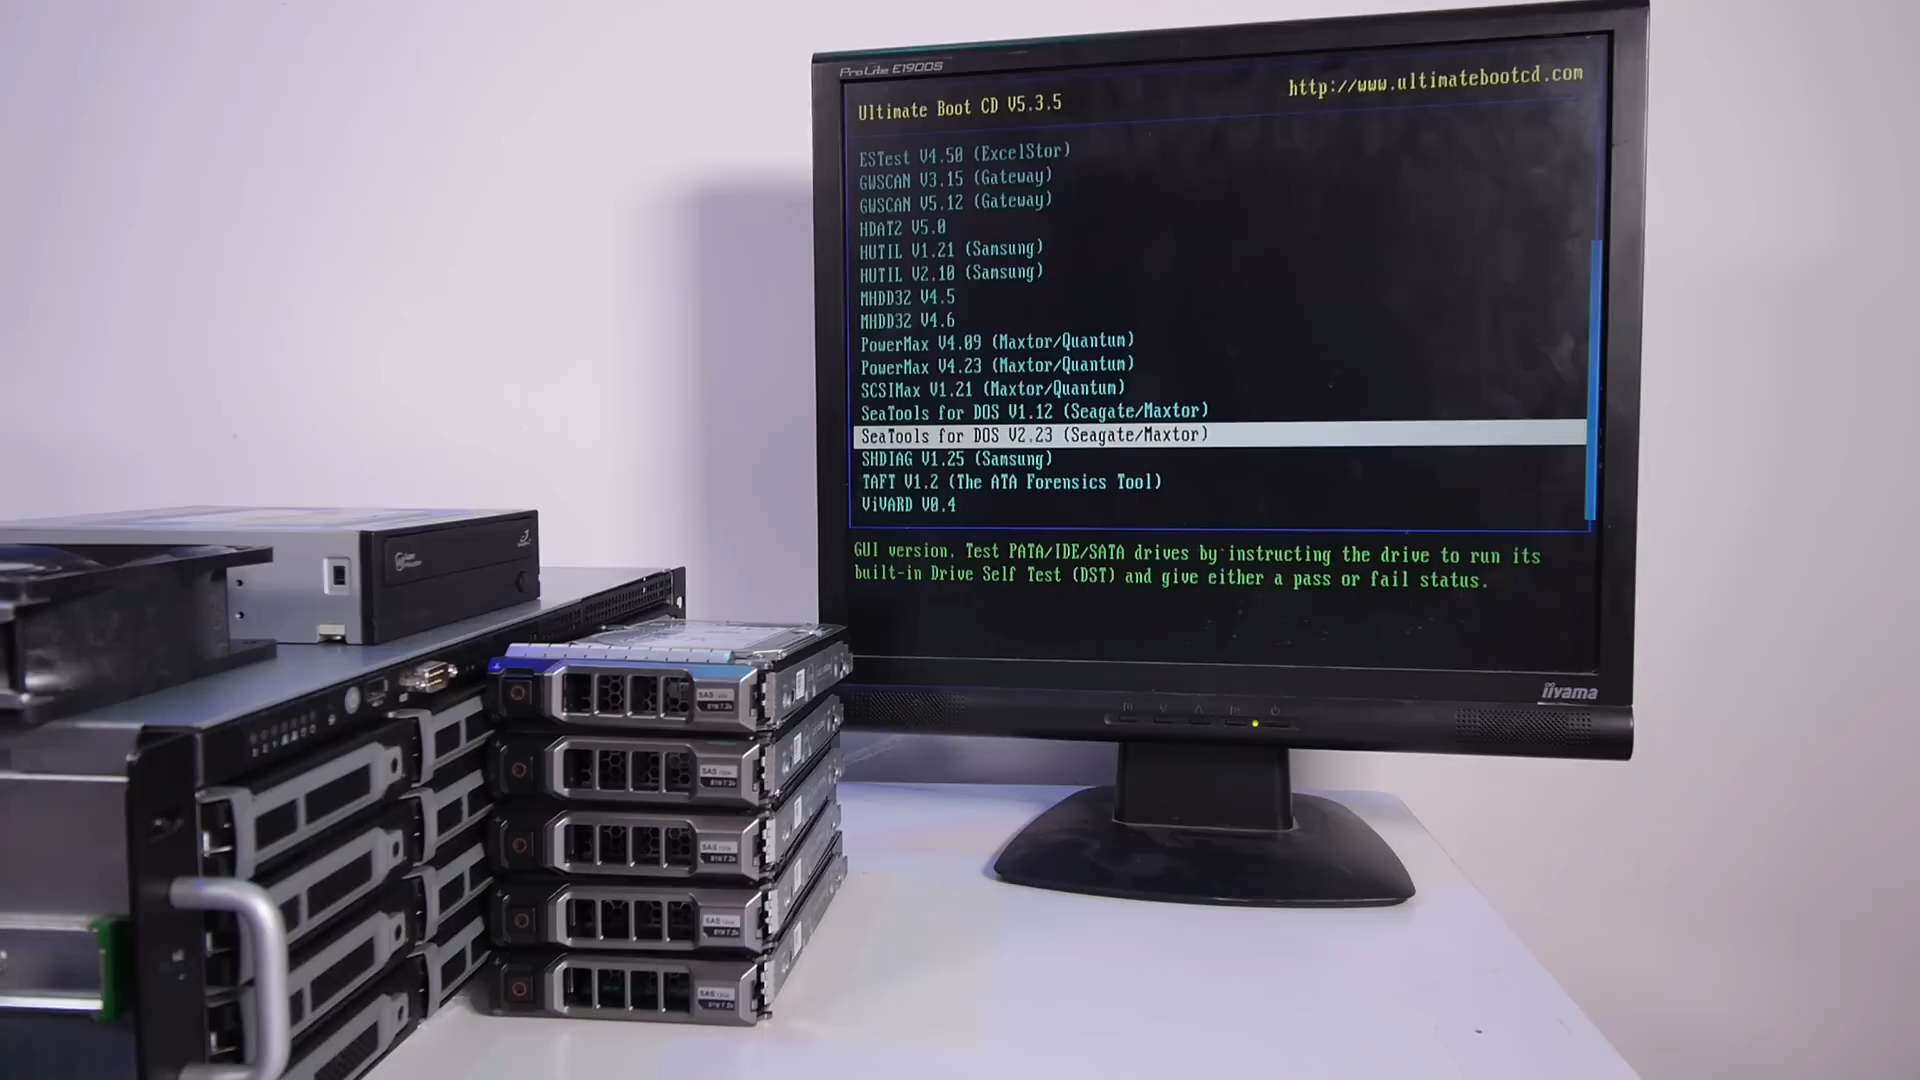 ProLite E1900S
Ultimate Boot CD V5.3.5
http://www.ultimatebootcd.com
ESTest V4.50 (ExcelStor)
GWSCAN V3.15 (Gateway)
GWSCAN V5.12 (Gateway)
HDAT2 V5.0
HUTIL V1.21 (Samsung)
HUTIL V2.10 (Samsung)
MHDD32 V4.5
MHDD32 V4.6
PowerMax V4.09 (Maxtor/Quantum)
PowerMax V4.23 (Maxtor/Quantum)
SCSIMax V1.21 (Maxtor/Quantum)
SeaTools for DOS V1.12 (Seagate/Maxtor)
SeaTools for DOS V2.23 (Seagate/Maxtor)
SHDIAG V1.25 (Samsung)
TAFT V1.2 (The ATA Forensics Tool)
ViVARD V0.4
GUI version. Test PATA/IDE/SATA drives by instructing the drive to run its
built-in Drive Self Test (DST) and give either a pass or fail status.
iiyama
SAS
SAS
SAS
SAS
SAS